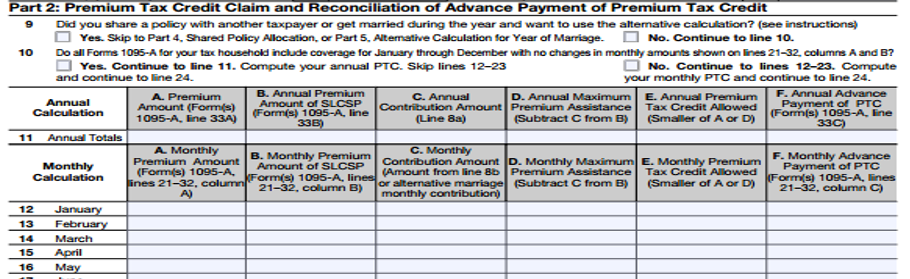 Part 2: Premium Tax Credit Claim and Reconciliation of Advance Payment of Premium Tax Credit
9 Did you share a policy with another taxpayer or get married during the year and want to use the alternative calculation? (see instructions)
Yes. Skip to Part 4, Shared Policy Allocation, or Part 5, Alternative Calculation for Year of Marriage. No. Continue to line 10.
10 Do all Forms 1095-A for your tax household include coverage for January through December with no changes in monthly amounts shown on lines 21–32, columns A and B?
Yes. Continue to line 11. Compute your annual PTC. Skip lines 12–23 No. Continue to lines 12–23. Compute
and continue to line 24. your monthly PTC and continue to line 24.
Annual
Calculation
A. Premium
Amount (Form(s)
1095-A, line 33A)
B. Annual Premium
Amount of SLCSP
(Form(s) 1095-A, line
33B)
C. Annual
Contribution Amount
(Line 8a)
D. Annual Maximum
Premium Assistance
(Subtract C from B)
E. Annual Premium
Tax Credit Allowed
(Smaller of A or D)
F. Annual Advance
Payment of PTC
(Form(s) 1095-A, line
33C)
11 Annual Totals
Monthly
Calculation
A. Monthly
Premium Amount
(Form(s) 1095-A,
lines 21–32, column
A)
B. Monthly Premium
Amount of SLCSP
(Form(s) 1095-A, lines
21–32, column B)
C. Monthly
Contribution Amount
(Amount from line 8b
or alternative marriage
monthly contribution)
D. Monthly Maximum
Premium Assistance
(Subtract C from B)
E. Monthly Premium
Tax Credit Allowed
(Smaller of A or D)
F. Monthly Advance
Payment of PTC
(Form(s) 1095-A, lines
21–32, column C)
12 January
13 February
14 March
15 April
16 May